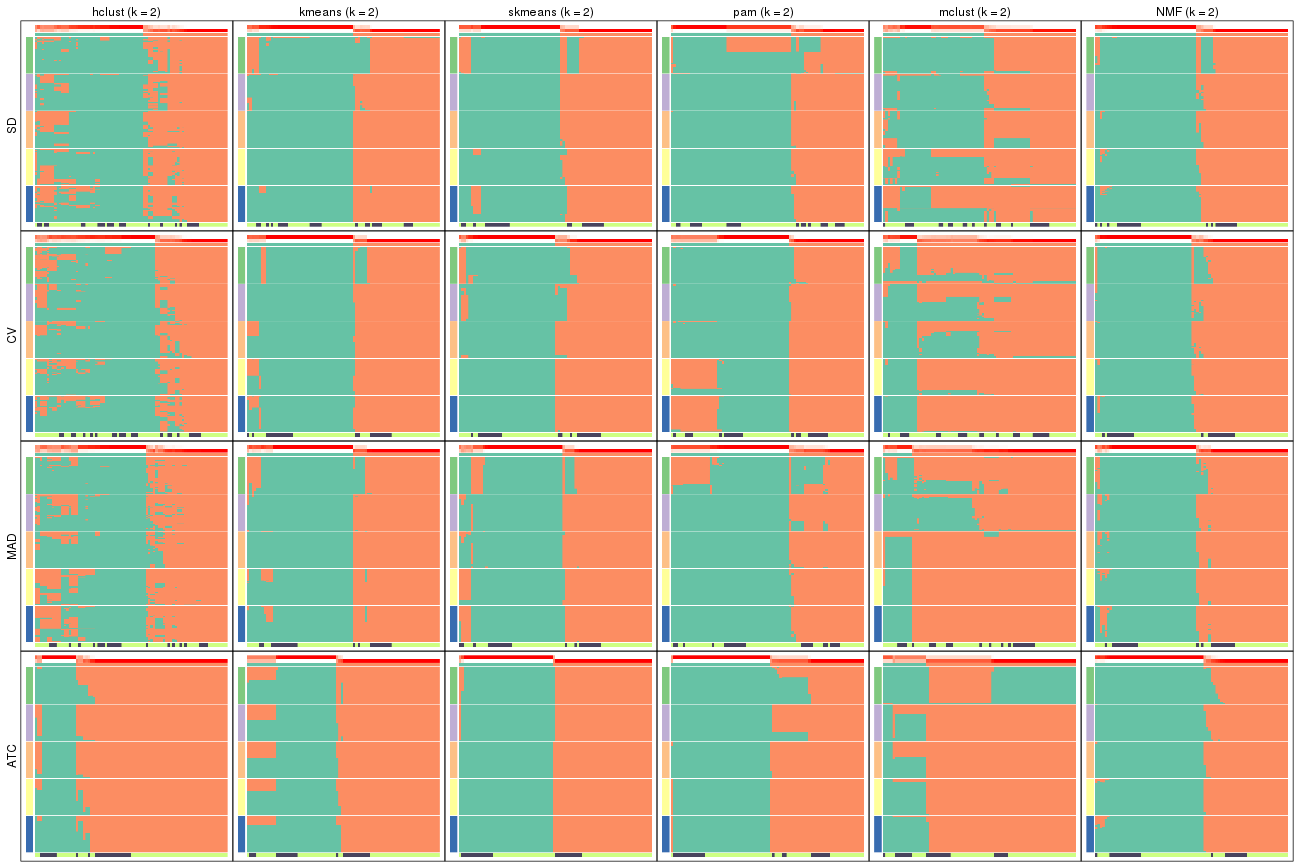 hclust (k = 2)
kmeans (k = 2)
skmeans (k = 2)
pam (k = 2)
mclust (k = 2)
NMF (k = 2)
SD
CV
MAD
ATC